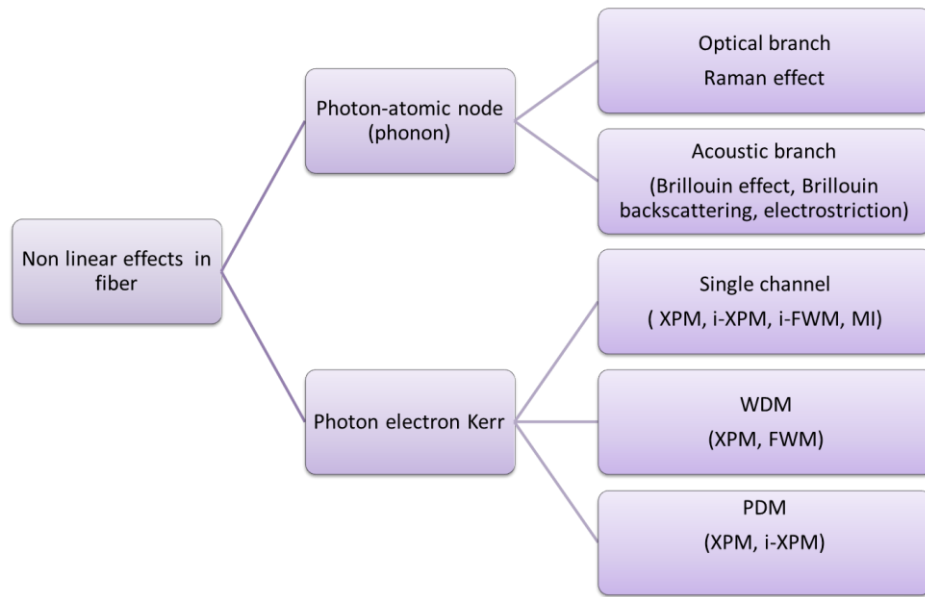 Non linear effects in
fiber
Photon-atomic node
(phonon)
Photon electron Kerr
Optical branch
Raman effect
Acoustic branch
(Brillouin effect, Brillouin
backscattering, electrostriction)
Single channel
( XPM, i-XPM, i-FWM, MI)
WDM
(XPM, FWM)
PDM
(XPM, i-XPM)